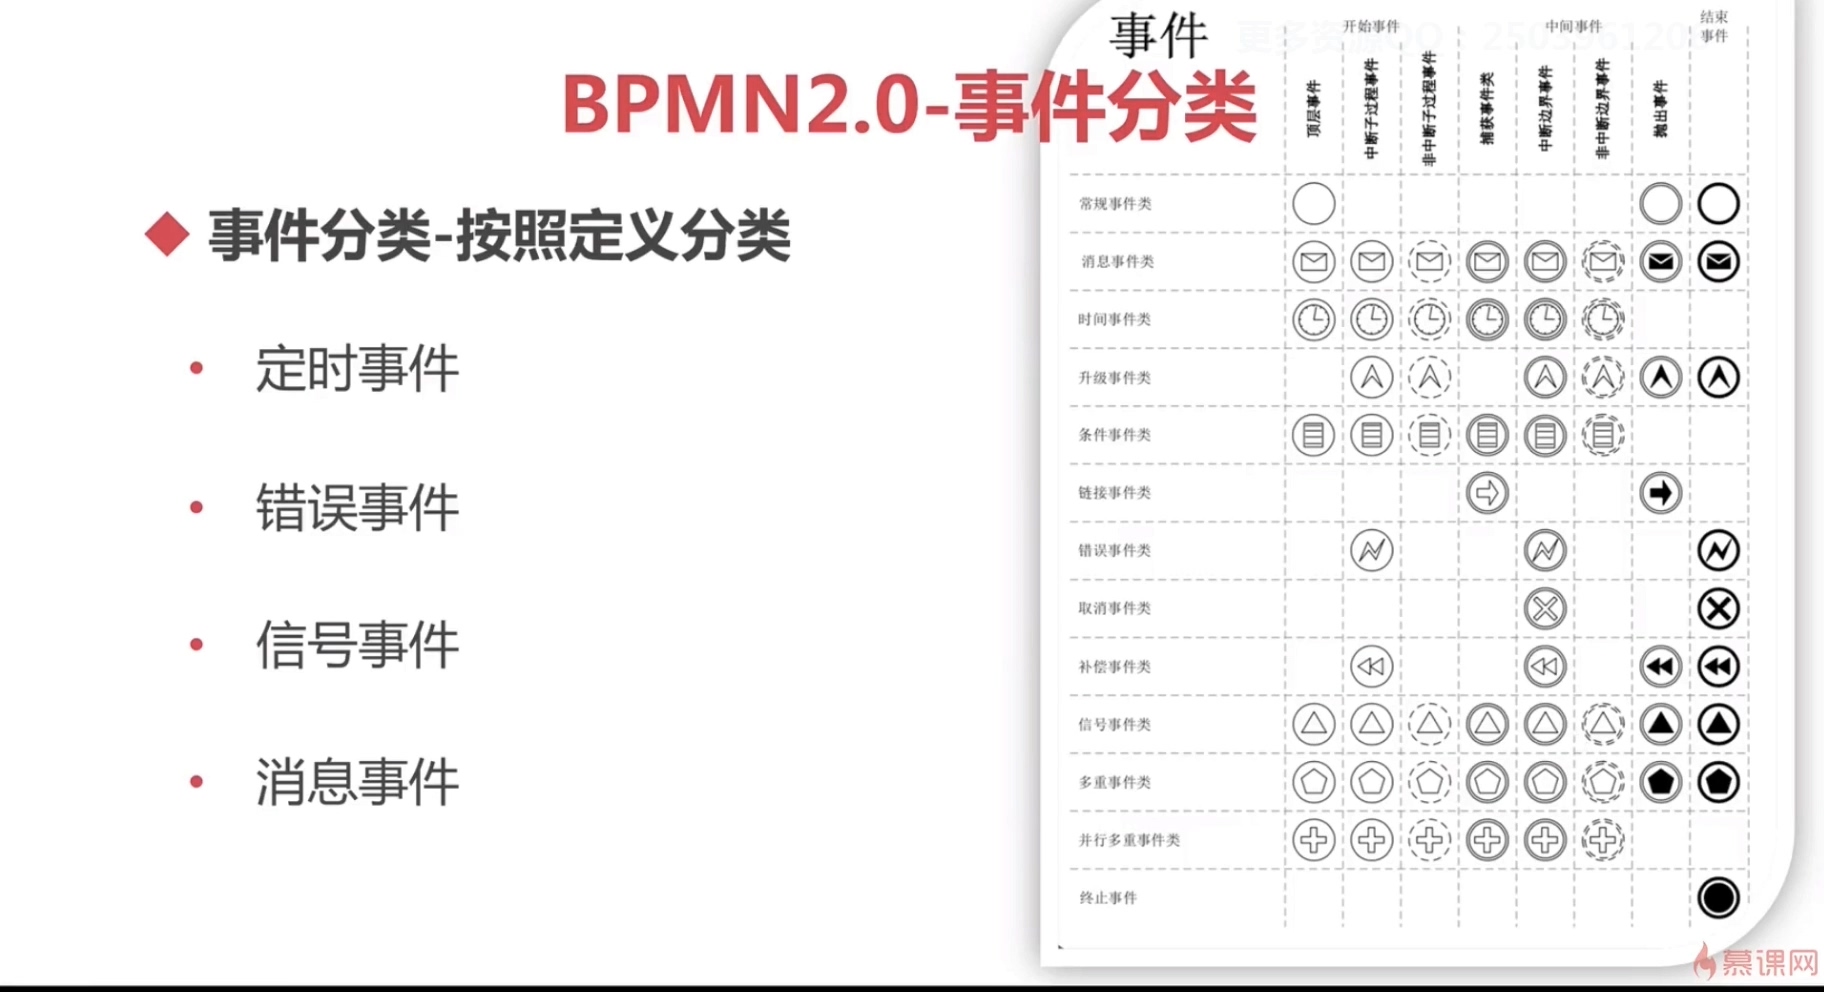 BPMN2.0-事件分类
事件分类-按照定义分类
定时事件
错误事件
信号事件
消息事件
事件
开始事件
中间事件
结束
事件
顶层事件
中断子过程事件
非中断子过程事件
捕获事件类
中断边界事件
非中断边界事件
抛出事件
常规事件类
消息事件类
时间事件类
升级事件类
条件事件类
链接事件类
错误事件类
取消事件类
补偿事件类
信号事件类
多重事件类
并行多重事件类
终止事件
慕课网